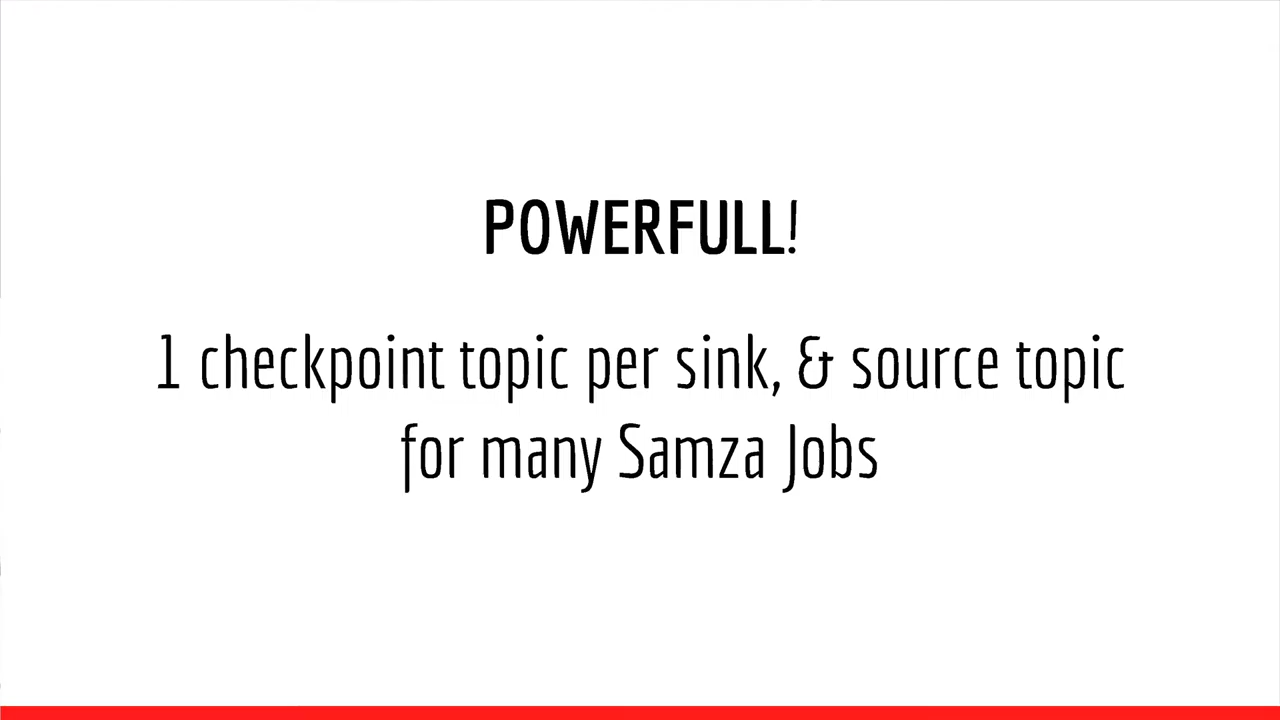 POWERFULL!
1 checkpoint topic per sink, & source topic
for many Samza Jobs